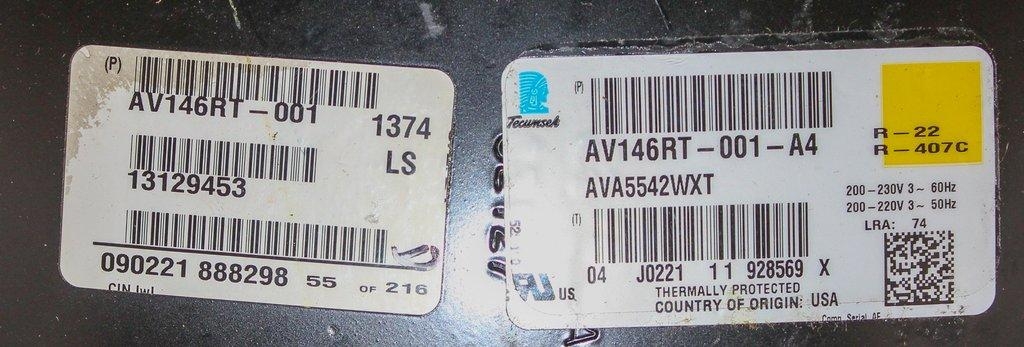 (P)
AV146RT-001
1374
LS
13129453
090221 888298 55 OF 216
Tecumseh
(P)
AV146RT-001-A4
AVA5542WXT
R-22
R-407C
200-230V 3~ 60Hz
200-220V 3~ 50Hz
LRA: 74
(T)
04 J0221 11 928569 X
US
THERMALLY PROTECTED
COUNTRY OF ORIGIN: USA